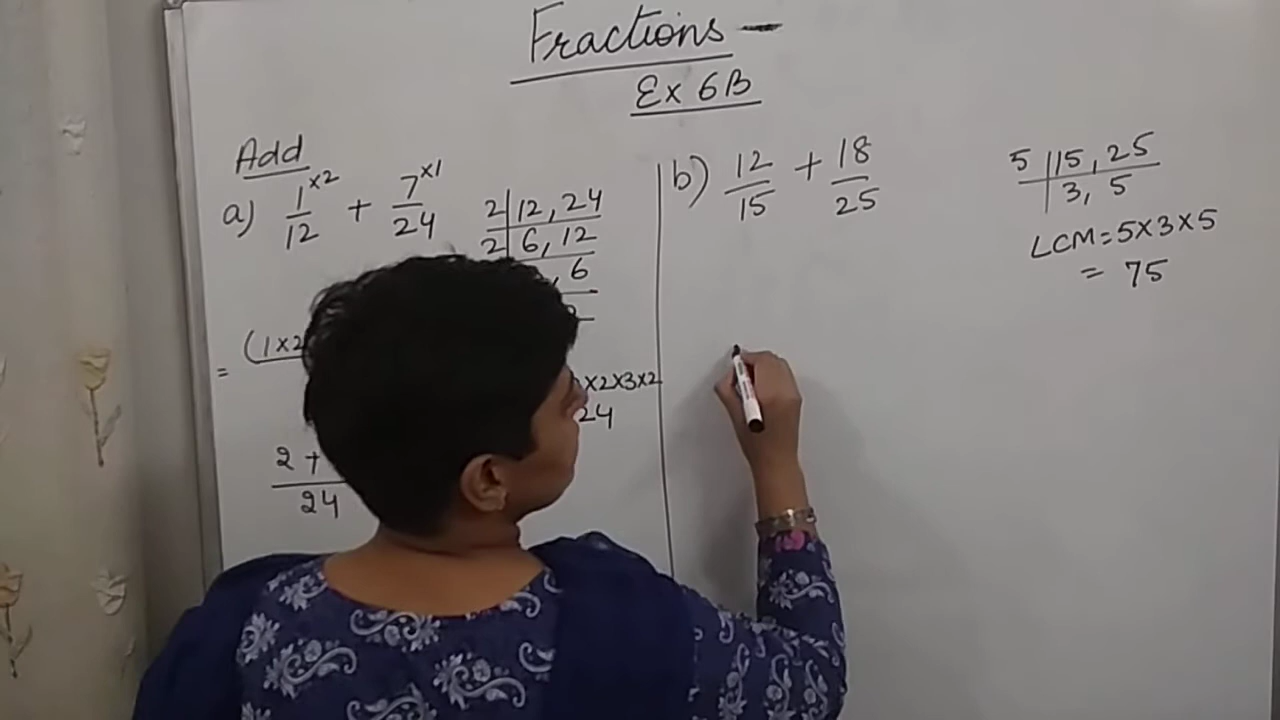 Fractions -
Ex 6B
Add
a) 1/12 ×2 + 7/24 ×1
2 | 12, 24
2 | 6, 12
, 6
= (1×2
×2×3×2
24
2 +
24
b) 12/15 + 18/25
5 | 15, 25
3, 5
LCM = 5×3×5
= 75